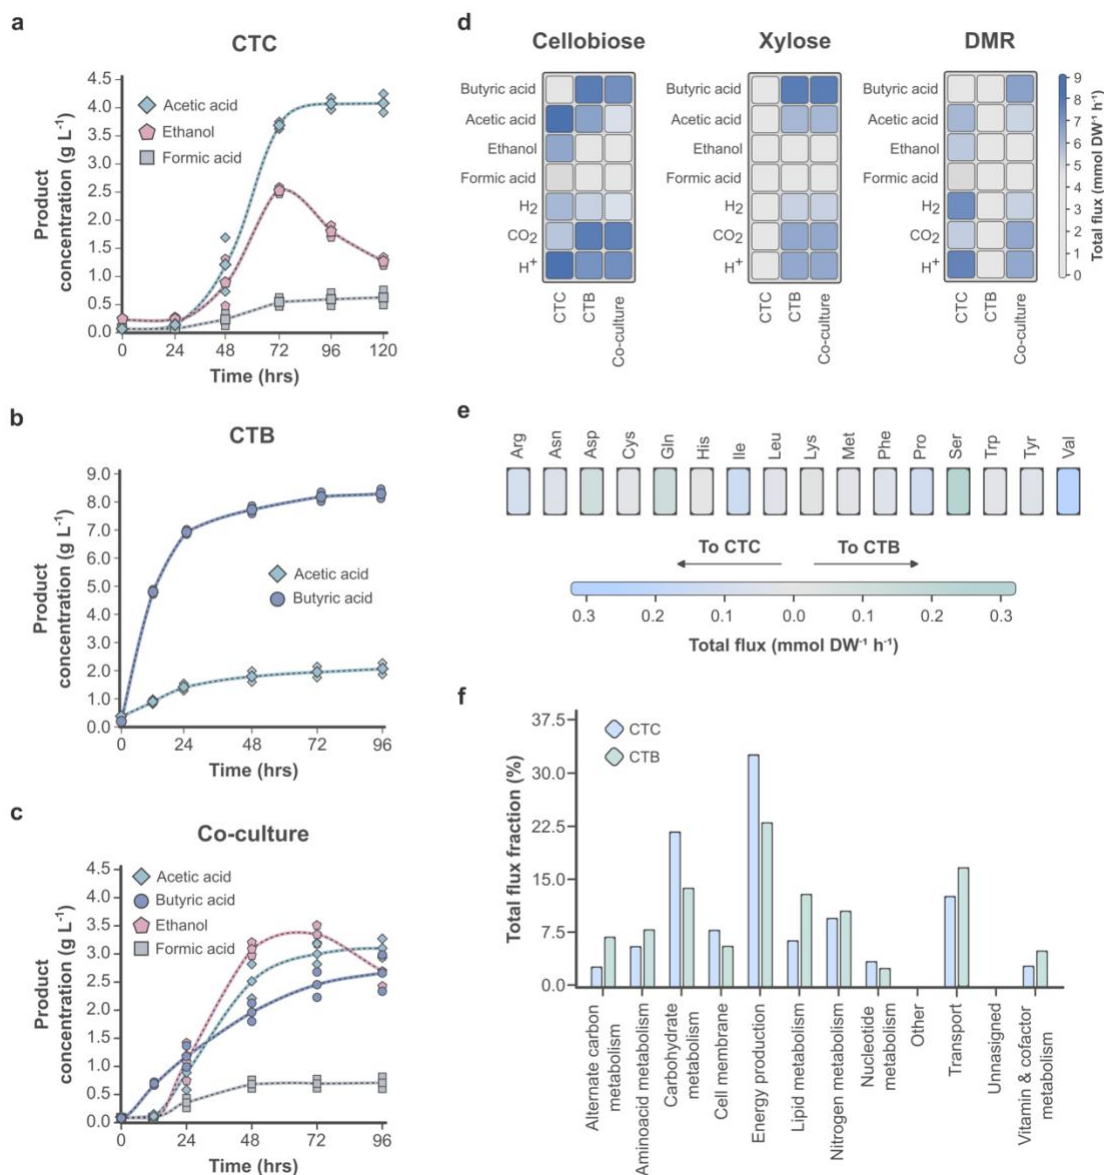 a
CTC
4.5
4.0
3.5
3.0
2.5
2.0
1.5
1.0
0.5
0.0
Product
concentration (g L⁻¹)
Acetic acid
Ethanol
Formic acid
0 24 48 72 96 120
Time (hrs)
b
CTB
9.0
8.0
7.0
6.0
5.0
4.0
3.0
2.0
1.0
0.0
Product
concentration (g L⁻¹)
Acetic acid
Butyric acid
0 24 48 72 96
Time (hrs)
c
Co-culture
4.5
4.0
3.5
3.0
2.5
2.0
1.5
1.0
0.5
0.0
Product
concentration (g L⁻¹)
Acetic acid
Butyric acid
Ethanol
Formic acid
0 24 48 72 96
Time (hrs)
d
Cellobiose
Butyric acid
Acetic acid
Ethanol
Formic acid
H₂
CO₂
H⁺
CTC
CTB
Co-culture
Xylose
Butyric acid
Acetic acid
Ethanol
Formic acid
H₂
CO₂
H⁺
CTC
CTB
Co-culture
DMR
Butyric acid
Acetic acid
Ethanol
Formic acid
H₂
CO₂
H⁺
CTC
CTB
Co-culture
9
8
7
6
5
4
3
2
1
0
Total flux (mmol DW⁻¹ h⁻¹)
e
Arg
Asn
Asp
Cys
Gln
His
Ile
Leu
Lys
Met
Phe
Pro
Ser
Trp
Tyr
Val
To CTC
To CTB
0.3 0.2 0.1 0.0 0.1 0.2 0.3
Total flux (mmol DW⁻¹ h⁻¹)
f
37.5
30.0
22.5
15.0
7.5
0.0
Total flux fraction (%)
CTC
CTB
Alternate carbon
metabolism
Aminoacid metabolism
Carbohydrate
metabolism
Cell membrane
Energy production
Lipid metabolism
Nitrogen metabolism
Nucleotide
metabolism
Other
Transport
Unnasigned
Vitamin & cofactor
metabolism